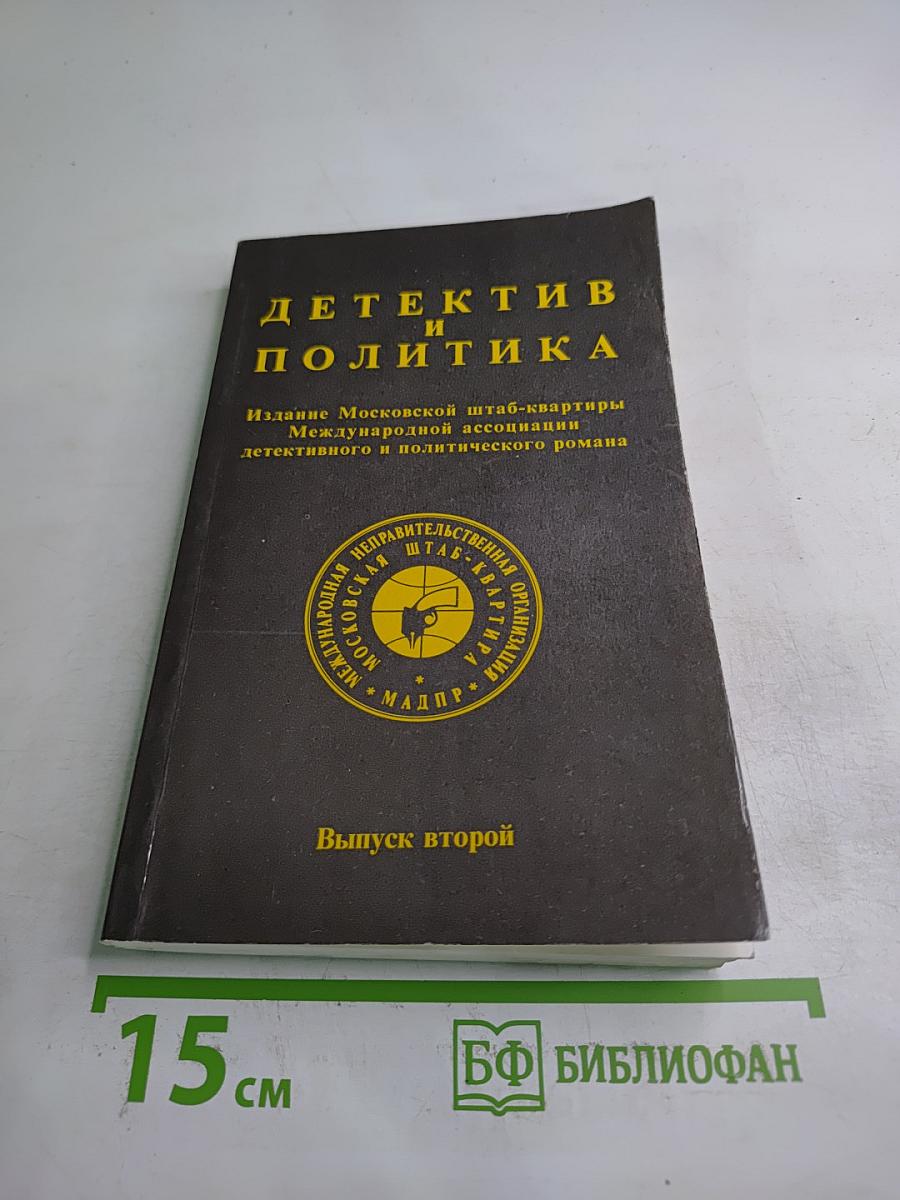 ДЕТЕКТИВ
И
ПОЛИТИКА
Издание Московской штаб-квартиры
Международной ассоциации
детективного и политического романа
МЕЖДУНАРОДНАЯ НЕПРАВИТЕЛЬСТВЕННАЯ ОРГАНИЗАЦИЯ
МОСКОВСКАЯ ШТАБ-КВАРТИРА
* МАДПР *
Выпуск второй
15 см
БФ БИБЛИОФАН